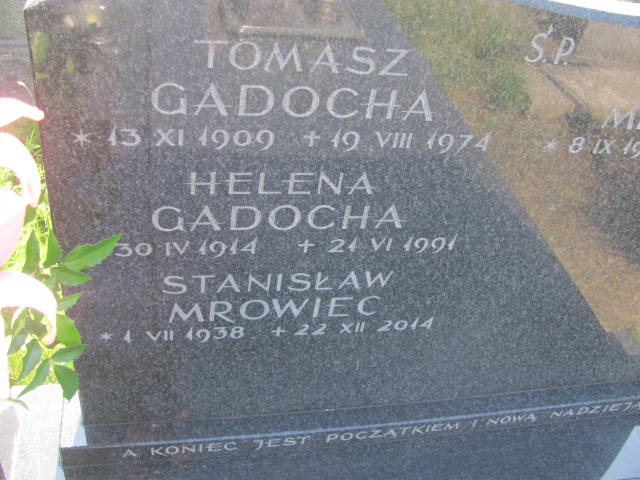 TOMASZ
GADOCHA
* 13 XI 1909 + 19 VIII 1974
HELENA
GADOCHA
30 IV 1914 + 21 VI 1991
STANISŁAW
MROWIEC
* 1 VII 1938 + 22 XII 2014
Ś.P.
* 8 IX
A KONIEC JEST POCZĄTKIEM I NOWĄ NADZIEJĄ